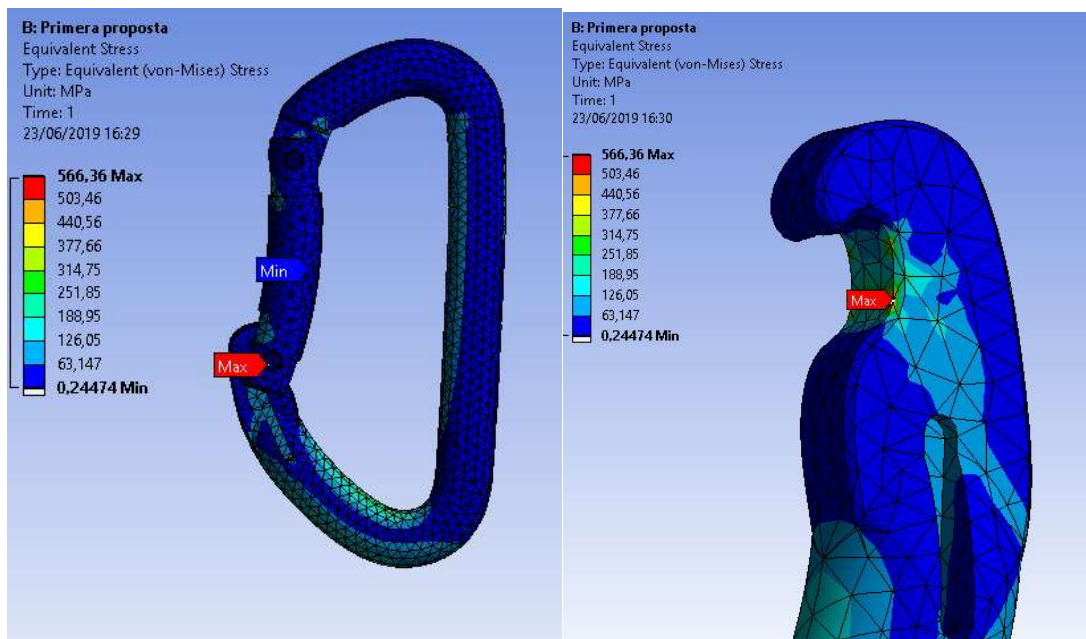 B: Primera proposta
Equivalent Stress
Type: Equivalent (von-Mises) Stress
Unit: MPa
Time: 1
23/06/2019 16:29
566,36 Max
503,46
440,56
377,66
314,75
251,85
188,95
126,05
63,147
0,24474 Min
Min
Max
B: Primera proposta
Equivalent Stress
Type: Equivalent (von-Mises) Stress
Unit: MPa
Time: 1
23/06/2019 16:30
566,36 Max
503,46
440,56
377,66
314,75
251,85
188,95
126,05
63,147
0,24474 Min
Max